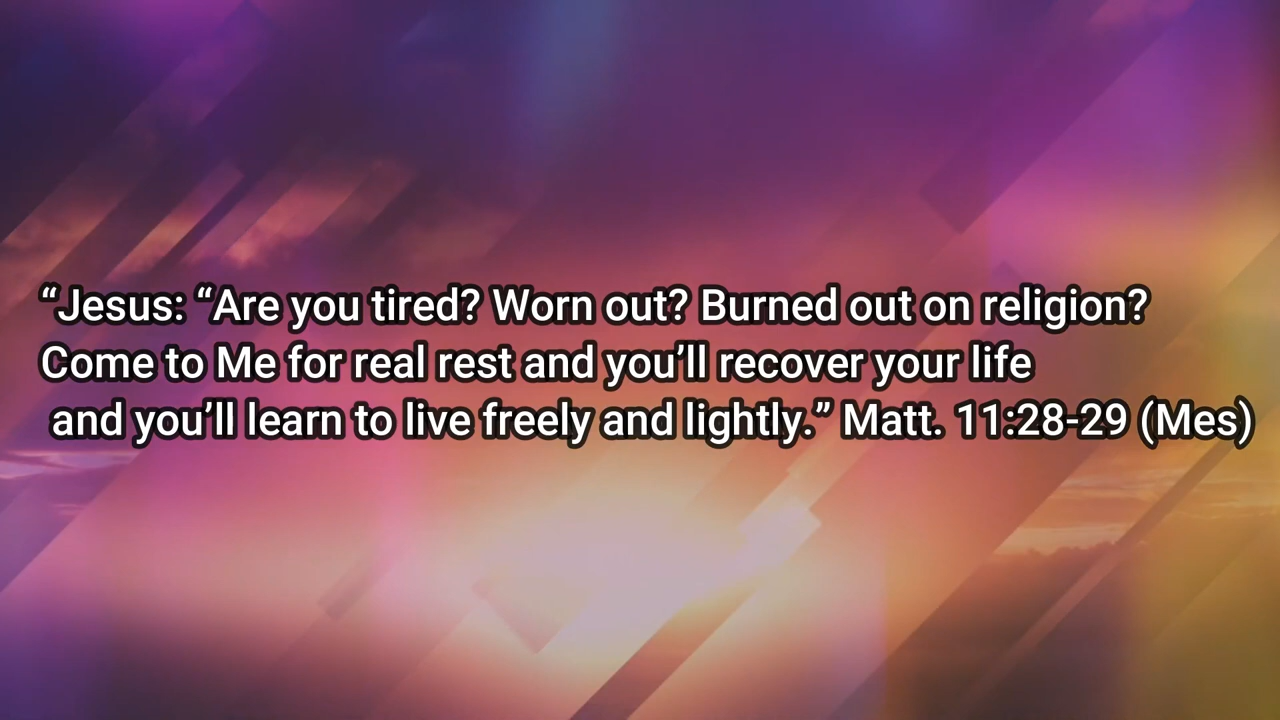 “Jesus: “Are you tired? Worn out? Burned out on religion?
Come to Me for real rest and you’ll recover your life
and you’ll learn to live freely and lightly.” Matt. 11:28-29 (Mes)